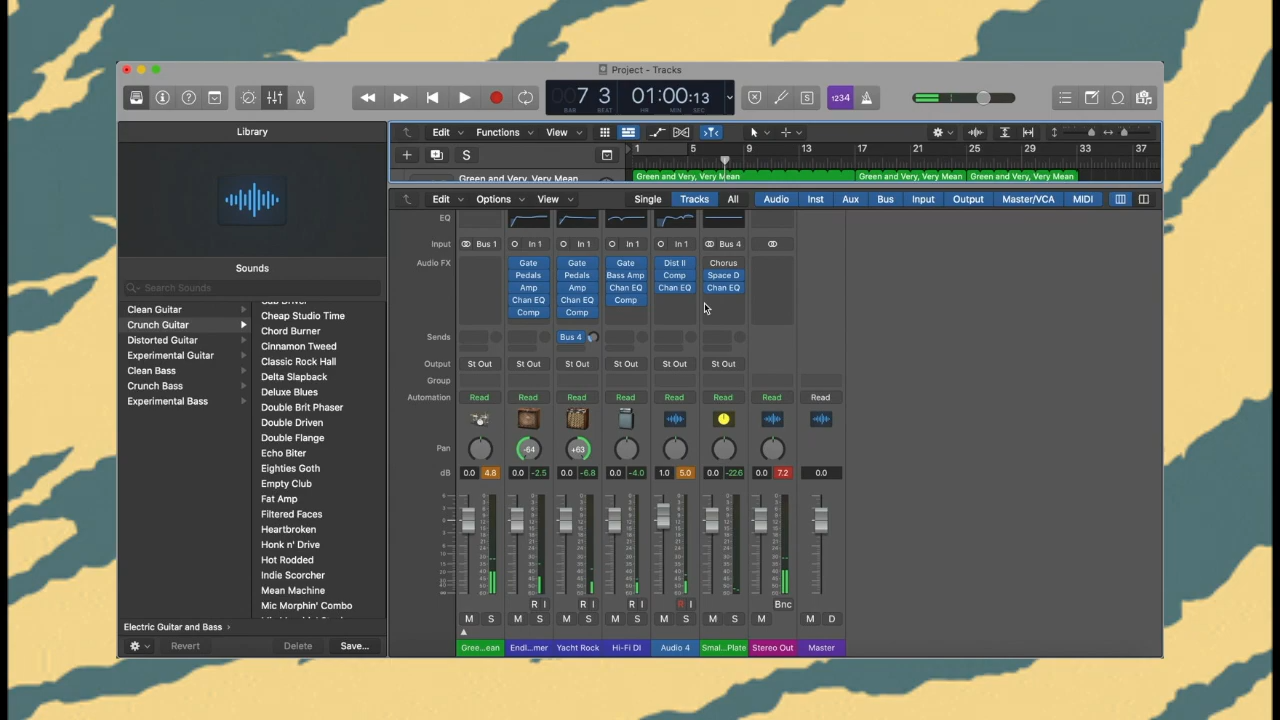 Project - Tracks
007 3 01:00:13
BAR BEAT HR MIN SEC
S 1234
Library
Edit Functions View
S
1 5 9 13 17 21 25 29 33 37
Green and Very, Very Mean
Green and Very, Very Mean Green and Very, Very Mean Green and Very, Very Mean
Edit Options View Single Tracks All Audio Inst Aux Bus Input Output Master/VCA MIDI
Sounds
Search Sounds
Clean Guitar
Crunch Guitar
Distorted Guitar
Experimental Guitar
Clean Bass
Crunch Bass
Experimental Bass
Cheap Studio Time
Chord Burner
Cinnamon Tweed
Classic Rock Hall
Delta Slapback
Deluxe Blues
Double Brit Phaser
Double Driven
Double Flange
Echo Biter
Eighties Goth
Empty Club
Fat Amp
Filtered Faces
Heartbroken
Honk n' Drive
Hot Rodded
Indie Scorcher
Mean Machine
Mic Morphin' Combo
Electric Guitar and Bass
Revert Delete Save...
EQ
Input Bus 1 In 1 In 1 In 1 In 1 Bus 4
Audio FX Gate Gate Gate Dist II Chorus
Pedals Pedals Bass Amp Comp Space D
Amp Amp Chan EQ Chan EQ Chan EQ
Chan EQ Chan EQ Comp
Comp Comp
Sends Bus 4
Output St Out St Out St Out St Out St Out St Out
Group
Automation Read Read Read Read Read Read Read Read
Pan -64 +63
dB 0.0 4.8 0.0 -2.5 0.0 -6.8 0.0 -4.0 1.0 5.0 0.0 -22.6 0.0 7.2 0.0
R I R I R I R I Bnc
M S M S M S M S M S M S M M D
Gree...ean Endl...mer Yacht Rock Hi-Fi DI Audio 4 Smal...Plate Stereo Out Master